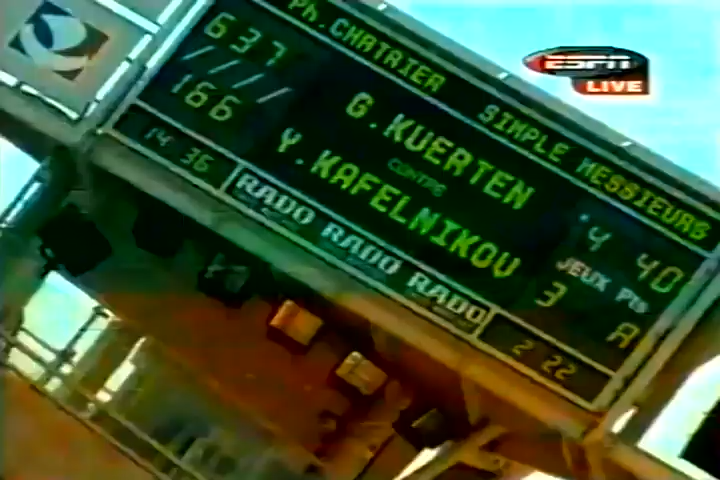 ESPN
LIVE
Ph.CHATRIER SIMPLE MESSIEURS
637 G.KUERTEN 4 40
//// CONTRE JEUX Pts
166 Y.KAFELNIKOV 3 A
14 36 RADO RADO RADO 2 22